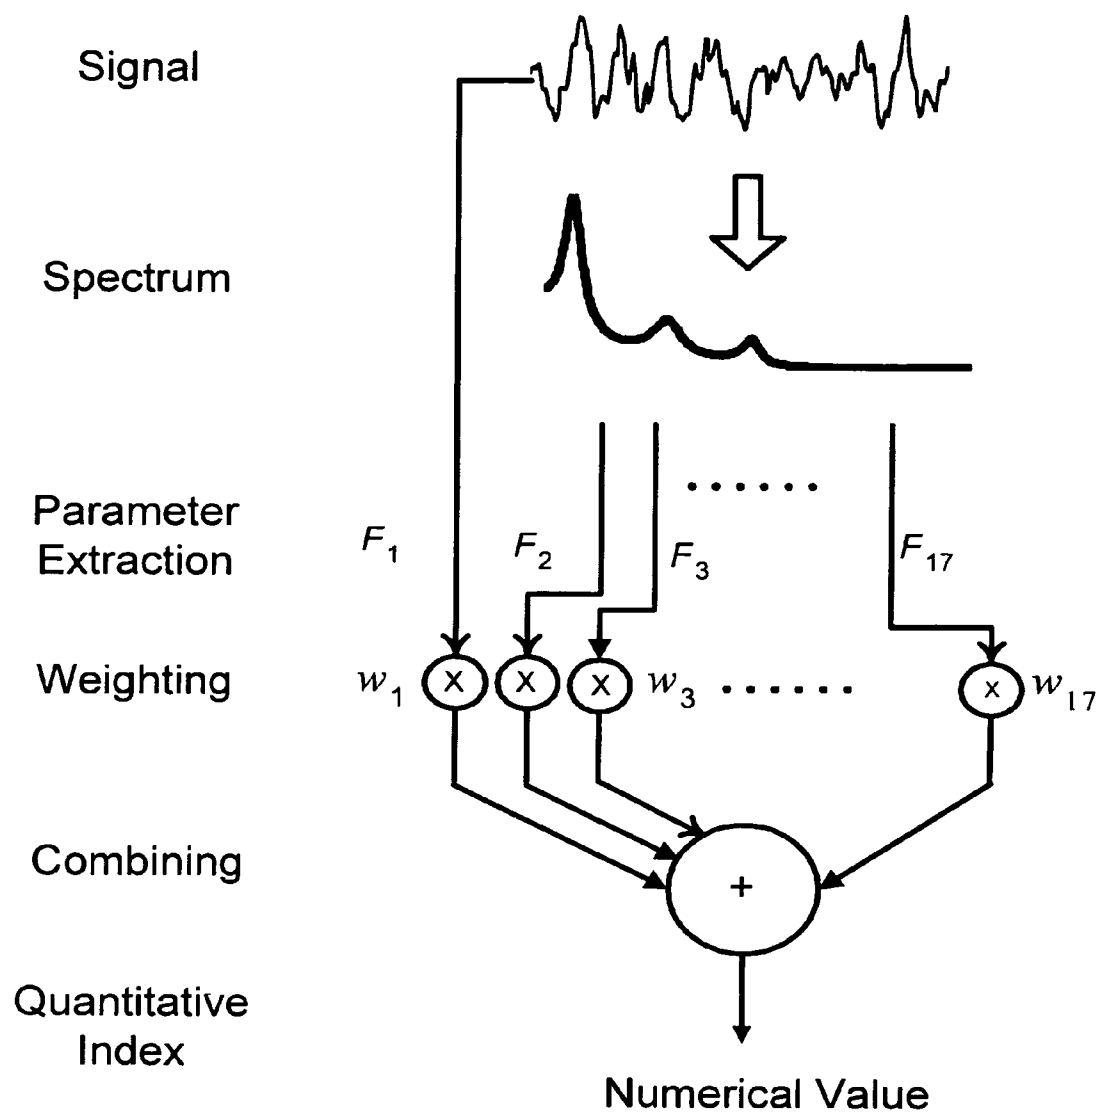 Signal
Spectrum
Parameter
Extraction
F1 F2 F3 F17
......
Weighting
w1 x x x w3 ...... x w17
Combining
+
Quantitative
Index
Numerical Value